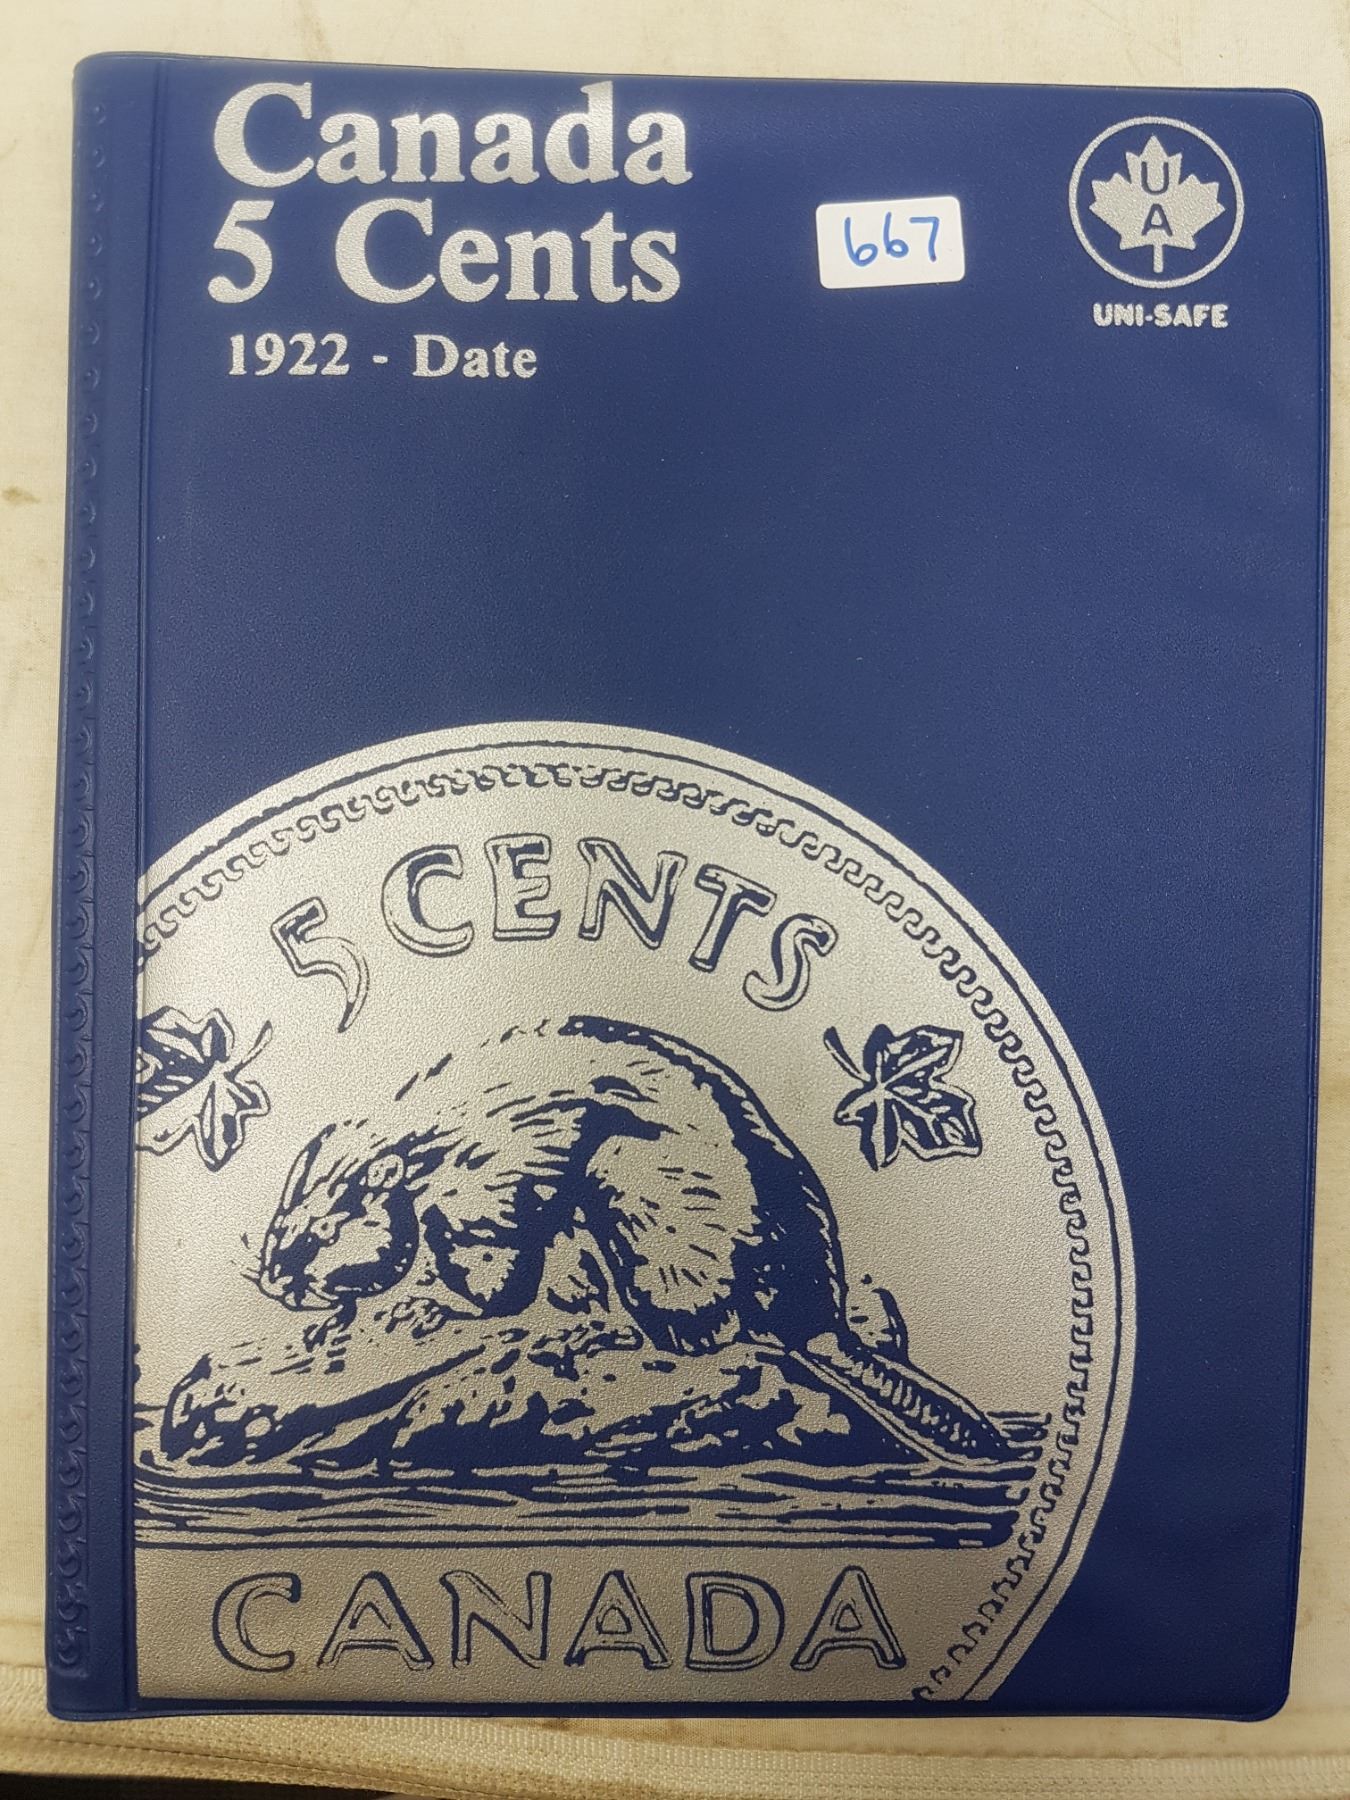 Canada
5 Cents
1922 - Date
667
U
A
UNI-SAFE
5 CENTS
CANADA